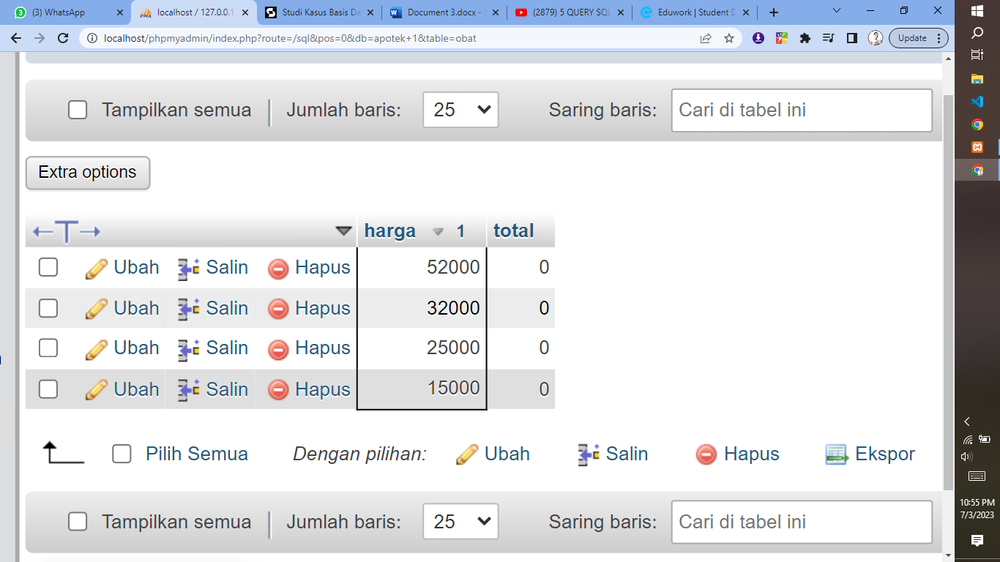 (3) WhatsApp
localhost / 127.0.0.1
Studi Kasus Basis Da
Document 3.docx -
(2879) 5 QUERY SQL
Eduwork | Student D
localhost/phpmyadmin/index.php?route=/sql&pos=0&db=apotek+1&table=obat
Update
Tampilkan semua | Jumlah baris: 25 Saring baris: Cari di tabel ini
Extra options
←T→ harga 1 total
Ubah Salin Hapus 52000 0
Ubah Salin Hapus 32000 0
Ubah Salin Hapus 25000 0
Ubah Salin Hapus 15000 0
Pilih Semua Dengan pilihan: Ubah Salin Hapus Ekspor
Tampilkan semua | Jumlah baris: 25 Saring baris: Cari di tabel ini
10:55 PM
7/3/2023